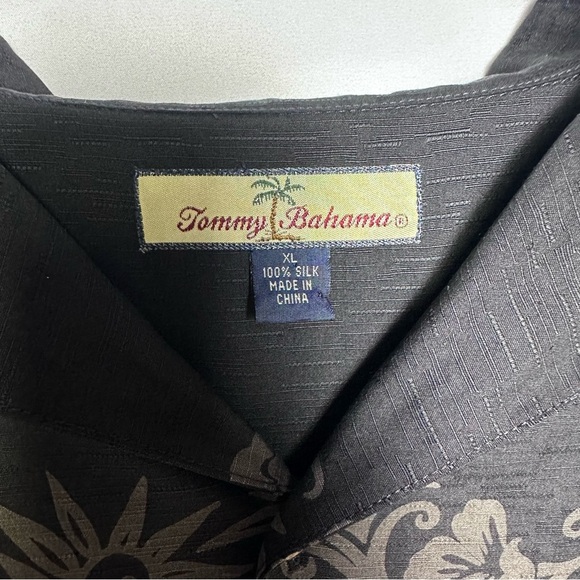 Tommy Bahama ®
XL
100% SILK
MADE IN
CHINA